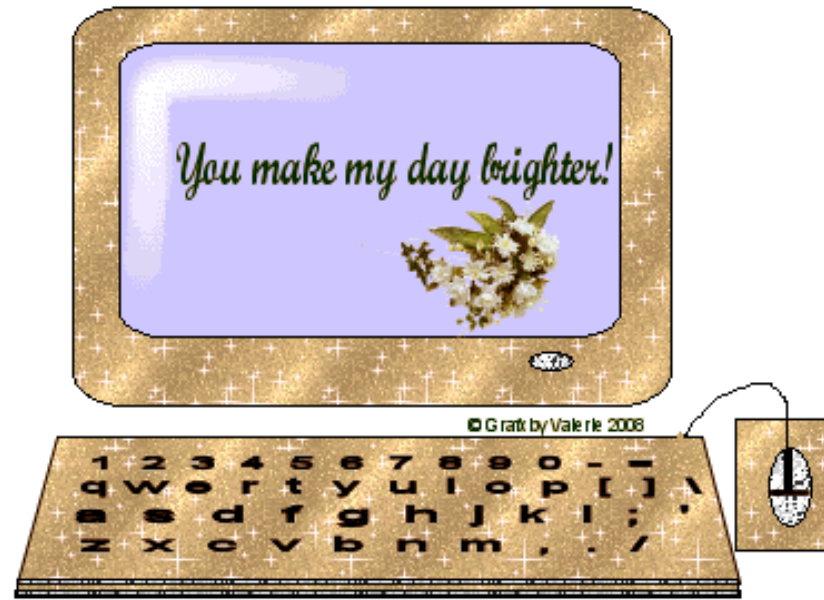 You make my day brighter!
© Grafx by Valerie 2008
1 2 3 4 5 6 7 8 9 0 - =
q w e r t y u i o p [ ] \
a s d f g h j k l ; '
z x c v b n m , . /